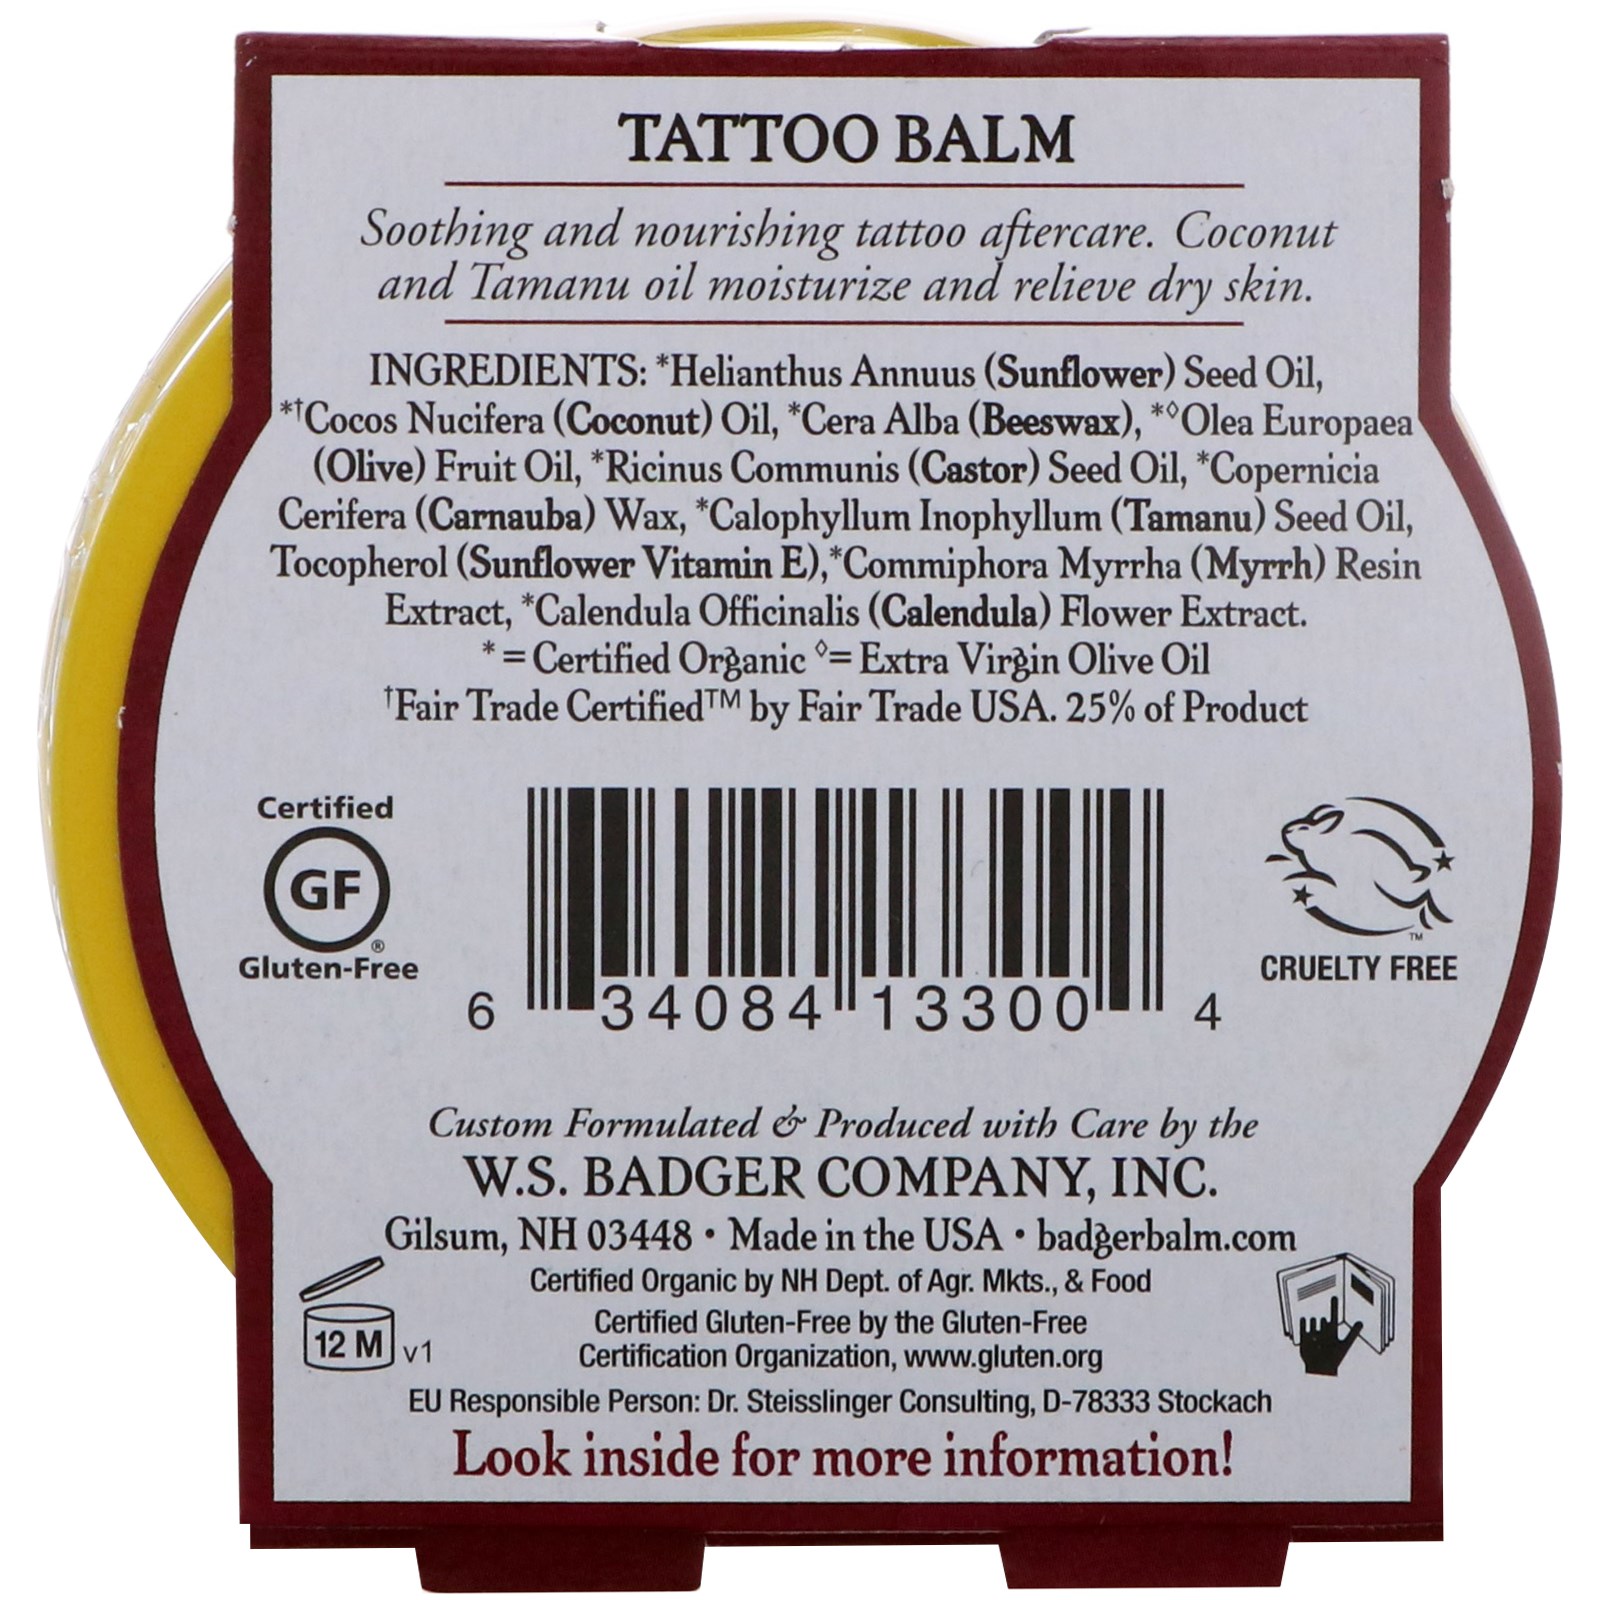 TATTOO BALM
Soothing and nourishing tattoo aftercare. Coconut
and Tamanu oil moisturize and relieve dry skin.
INGREDIENTS: *Helianthus Annuus (Sunflower) Seed Oil,
*†Cocos Nucifera (Coconut) Oil, *Cera Alba (Beeswax), *◊Olea Europaea
(Olive) Fruit Oil, *Ricinus Communis (Castor) Seed Oil, *Copernicia
Cerifera (Carnauba) Wax, *Calophyllum Inophyllum (Tamanu) Seed Oil,
Tocopherol (Sunflower Vitamin E),*Commiphora Myrrha (Myrrh) Resin
Extract, *Calendula Officinalis (Calendula) Flower Extract.
* = Certified Organic ◊= Extra Virgin Olive Oil
†Fair Trade Certified™ by Fair Trade USA. 25% of Product
Certified
GF
®
Gluten-Free
6 34084 13300 4
TM
CRUELTY FREE
Custom Formulated & Produced with Care by the
W.S. BADGER COMPANY, INC.
Gilsum, NH 03448 • Made in the USA • badgerbalm.com
Certified Organic by NH Dept. of Agr. Mkts., & Food
Certified Gluten-Free by the Gluten-Free
Certification Organization, www.gluten.org
12 M v1
EU Responsible Person: Dr. Steisslinger Consulting, D-78333 Stockach
Look inside for more information!